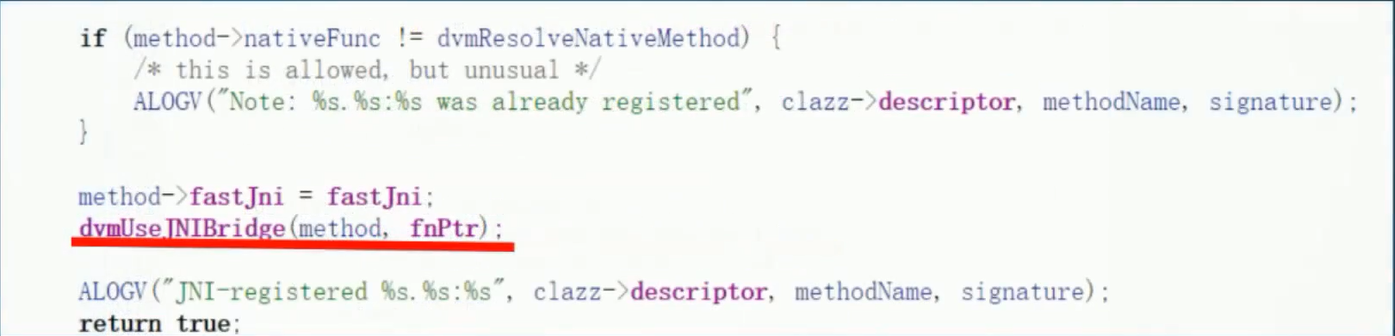 if (method->nativeFunc != dvmResolveNativeMethod) {
/* this is allowed, but unusual */
ALOGV("Note: %s.%s:%s was already registered", clazz->descriptor, methodName, signature);
}
method->fastJni = fastJni;
dvmUseJNIBridge(method, fnPtr);
ALOGV("JNI-registered %s.%s:%s", clazz->descriptor, methodName, signature);
return true;